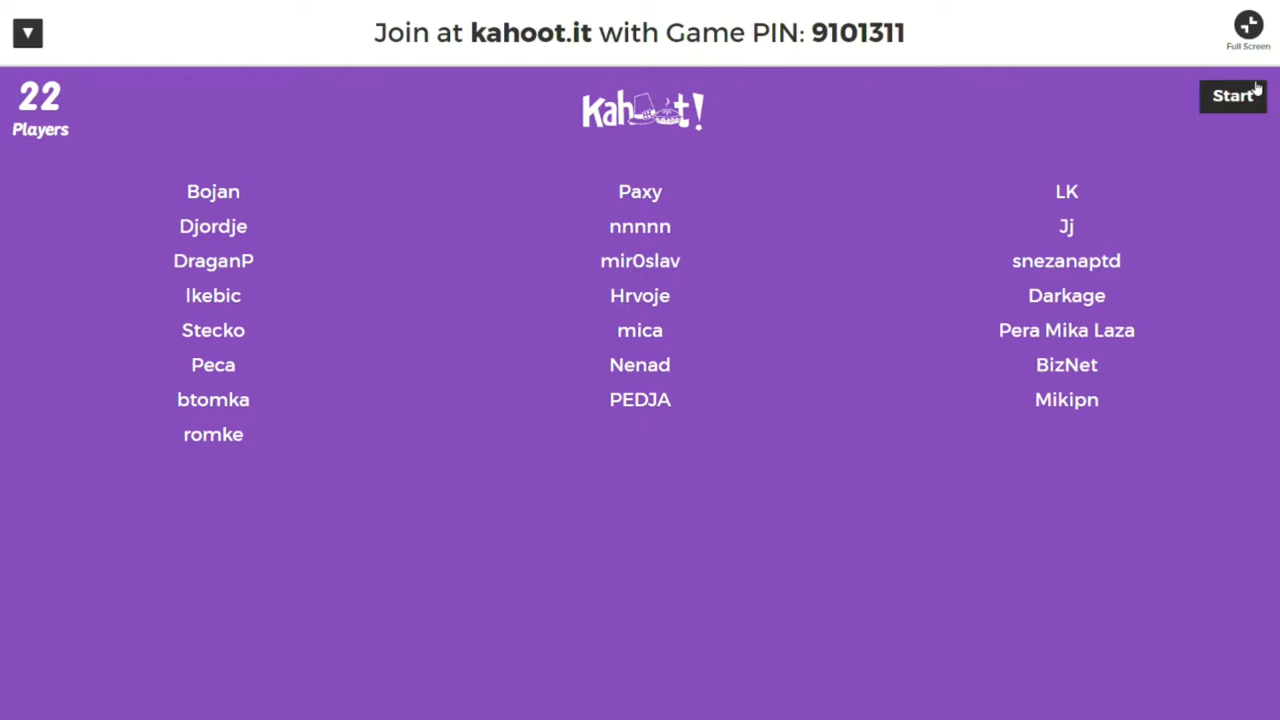 ▼
Join at kahoot.it with Game PIN: 9101311
Full Screen
22
Players
Kahoot!
Start
Bojan
Paxy
LK
Djordje
nnnnn
Jj
DraganP
mir0slav
snezanaptd
Ikebic
Hrvoje
Darkage
Stecko
mica
Pera Mika Laza
Peca
Nenad
BizNet
btomka
PEDJA
Mikipn
romke